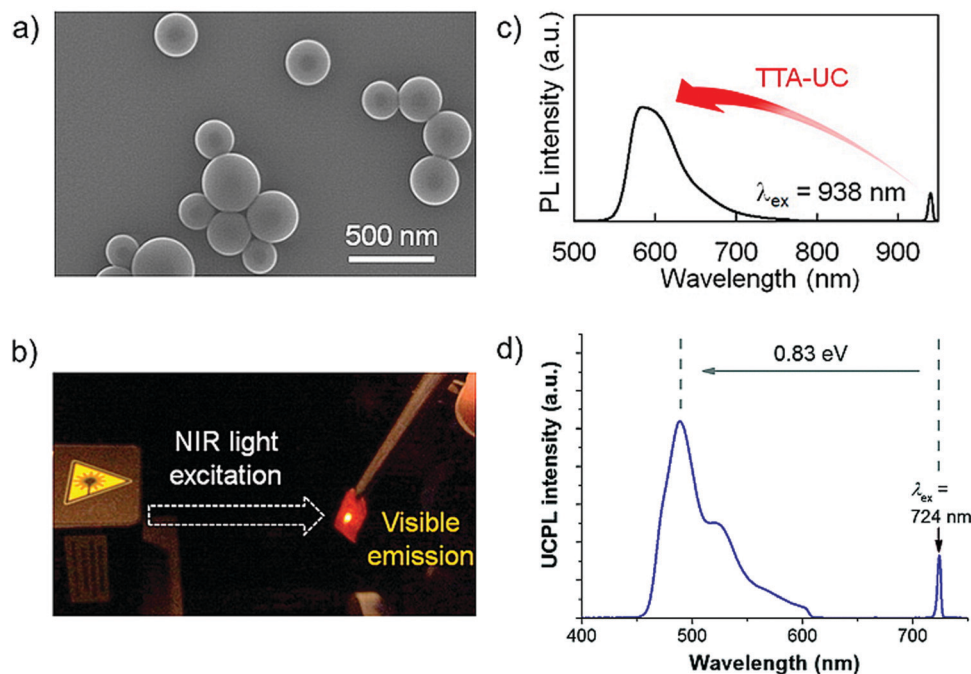 a)
500 nm
b)
NIR light
excitation
Visible
emission
c)
PL intensity (a.u.)
TTA-UC
λex = 938 nm
500 600 700 800 900
Wavelength (nm)
d)
UCPL intensity (a.u.)
0.83 eV
λex =
724 nm
400 500 600 700
Wavelength (nm)